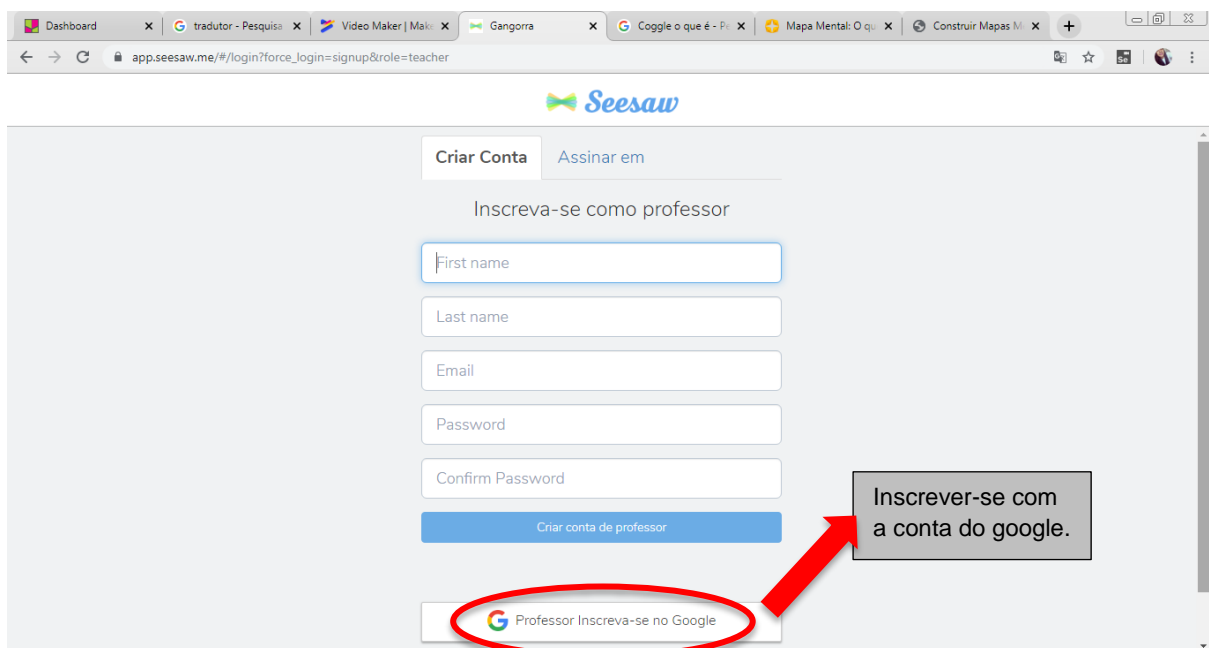 Dashboard
tradutor - Pesquisa
Video Maker | Make
Gangorra
Coggle o que é - Pe
Mapa Mental: O qu
Construir Mapas M
app.seesaw.me/#/login?force_login=signup&role=teacher
Seesaw
Criar Conta
Assinar em
Inscreva-se como professor
First name
Last name
Email
Password
Confirm Password
Criar conta de professor
Inscrever-se com
a conta do google.
Professor Inscreva-se no Google